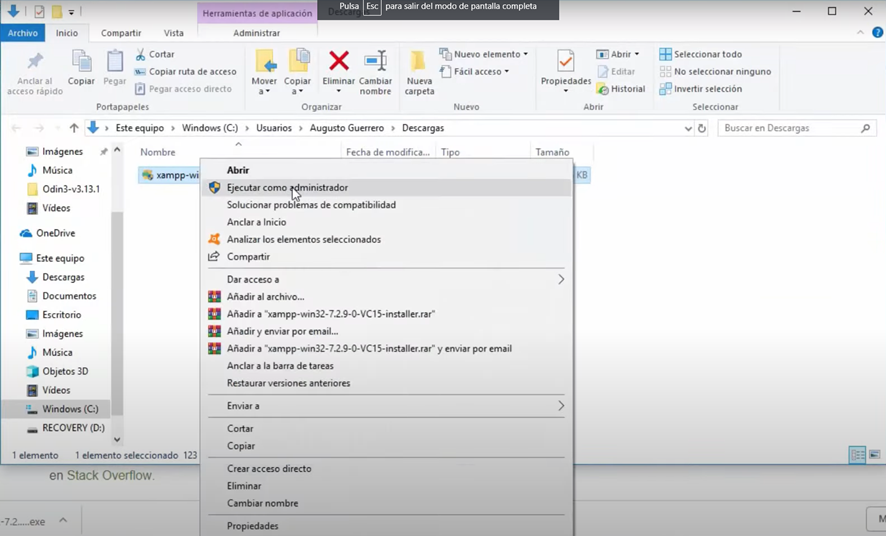 Herramientas de aplicación
Descargas
Pulsa Esc para salir del modo de pantalla completa
Archivo Inicio Compartir Vista Administrar
Anclar al acceso rápido
Copiar
Pegar
Cortar
Copiar ruta de acceso
Pegar acceso directo
Portapapeles
Mover a
Copiar a
Eliminar
Cambiar nombre
Organizar
Nueva carpeta
Nuevo elemento
Fácil acceso
Nuevo
Propiedades
Abrir
Editar
Historial
Abrir
Seleccionar todo
No seleccionar ninguno
Invertir selección
Seleccionar
Este equipo > Windows (C:) > Usuarios > Augusto Guerrero > Descargas
Buscar en Descargas
Nombre Fecha de modifica... Tipo Tamaño
xampp-wi
KB
Imágenes
Música
Odin3-v3.13.1
Vídeos
OneDrive
Este equipo
Descargas
Documentos
Escritorio
Imágenes
Música
Objetos 3D
Vídeos
Windows (C:)
RECOVERY (D:)
Abrir
Ejecutar como administrador
Solucionar problemas de compatibilidad
Anclar a Inicio
Analizar los elementos seleccionados
Compartir
Dar acceso a
Añadir al archivo...
Añadir a "xampp-win32-7.2.9-0-VC15-installer.rar"
Añadir y enviar por email...
Añadir a "xampp-win32-7.2.9-0-VC15-installer.rar" y enviar por email
Anclar a la barra de tareas
Restaurar versiones anteriores
Enviar a
Cortar
Copiar
Crear acceso directo
Eliminar
Cambiar nombre
Propiedades
1 elemento 1 elemento seleccionado 123
en Stack Overflow.
-7.2.....exe
M